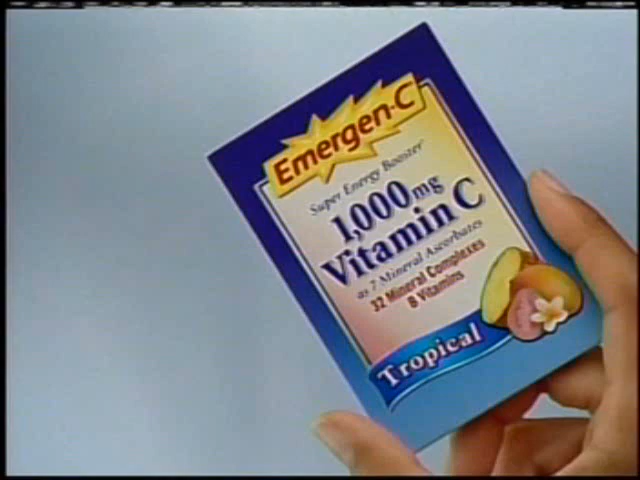 Emergen-C
Super Energy Booster
1,000mg
Vitamin C
as 7 Mineral Ascorbates
32 Mineral Complexes
8 Vitamins
Tropical